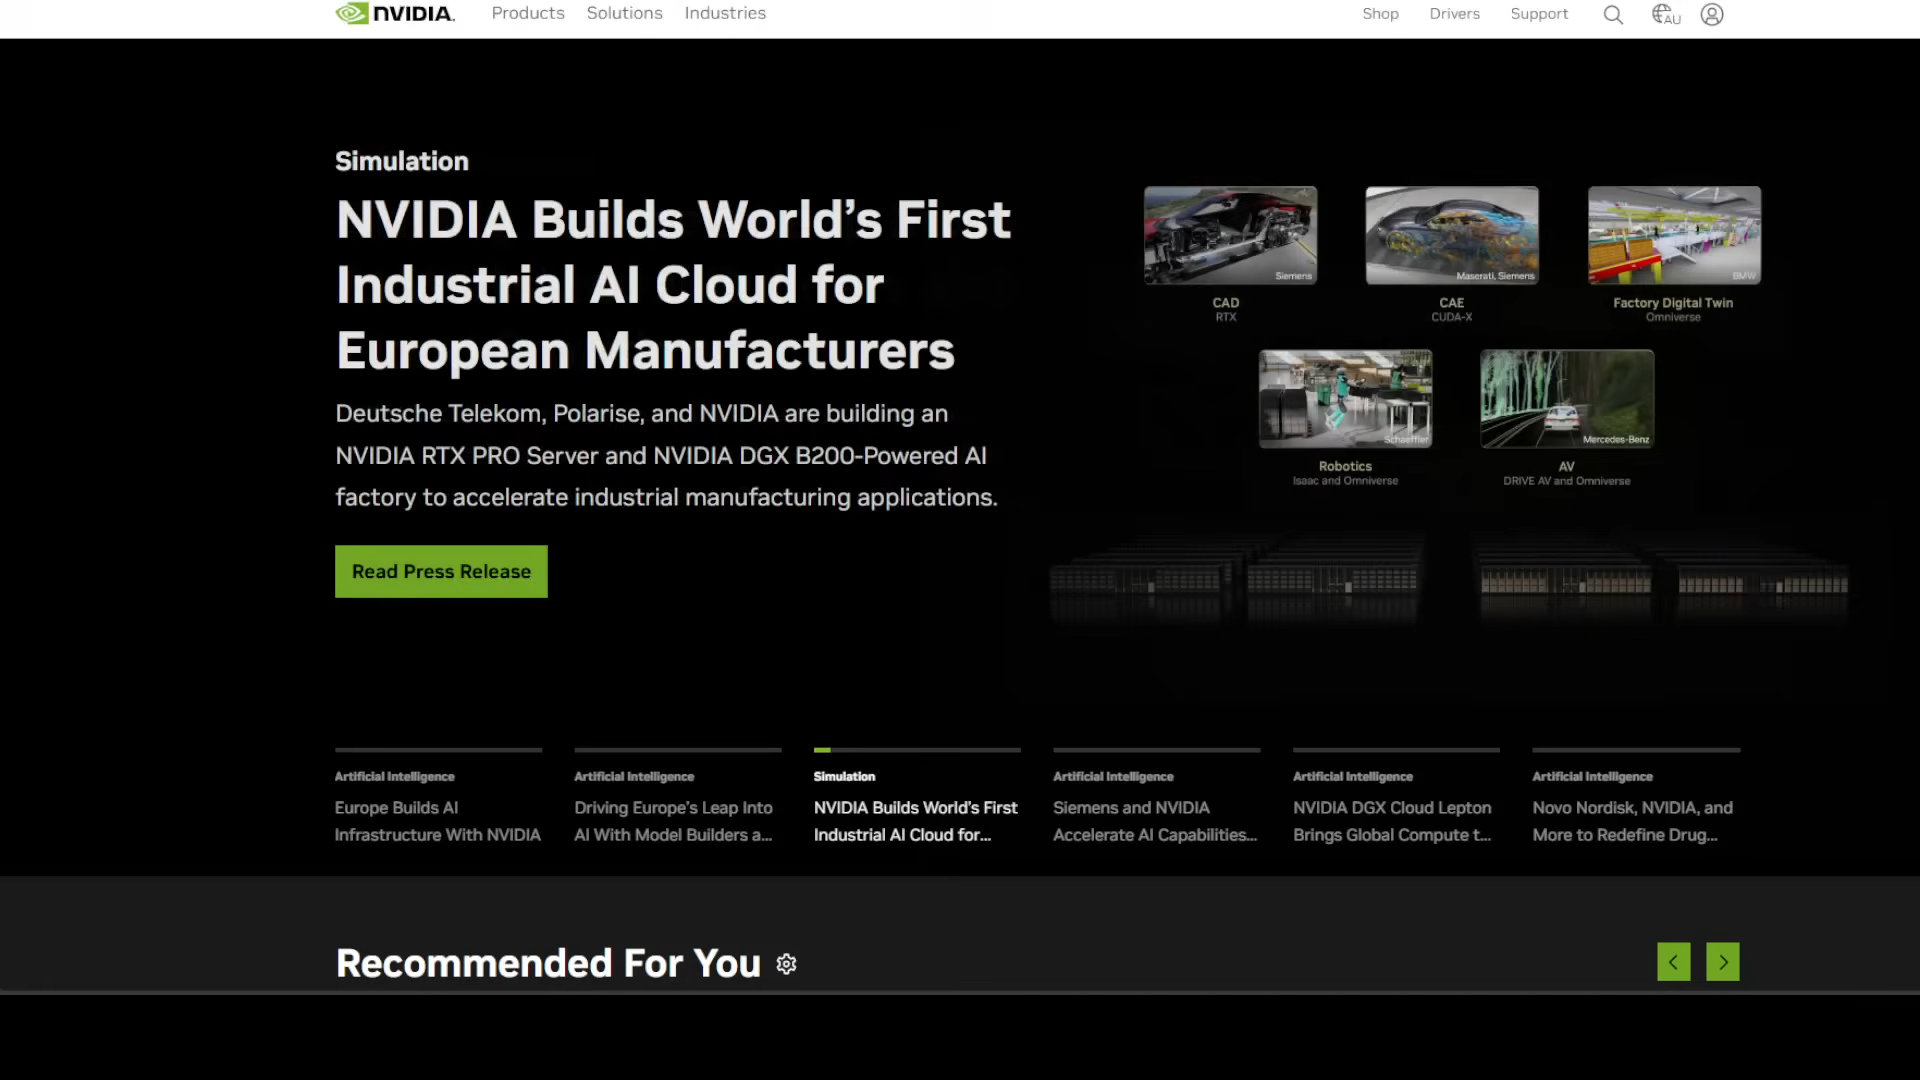 NVIDIA.
Products Solutions Industries
Shop Drivers Support AU
Simulation
NVIDIA Builds World’s First
Industrial AI Cloud for
European Manufacturers
Deutsche Telekom, Polarise, and NVIDIA are building an
NVIDIA RTX PRO Server and NVIDIA DGX B200-Powered AI
factory to accelerate industrial manufacturing applications.
Read Press Release
Siemens
CAD
RTX
Maserati, Siemens
CAE
CUDA-X
BMW
Factory Digital Twin
Omniverse
Schaeffler
Robotics
Isaac and Omniverse
Mercedes-Benz
AV
DRIVE AV and Omniverse
Artificial Intelligence
Europe Builds AI
Infrastructure With NVIDIA
Artificial Intelligence
Driving Europe’s Leap Into
AI With Model Builders a...
Simulation
NVIDIA Builds World’s First
Industrial AI Cloud for...
Artificial Intelligence
Siemens and NVIDIA
Accelerate AI Capabilities...
Artificial Intelligence
NVIDIA DGX Cloud Lepton
Brings Global Compute t...
Artificial Intelligence
Novo Nordisk, NVIDIA, and
More to Redefine Drug...
Recommended For You